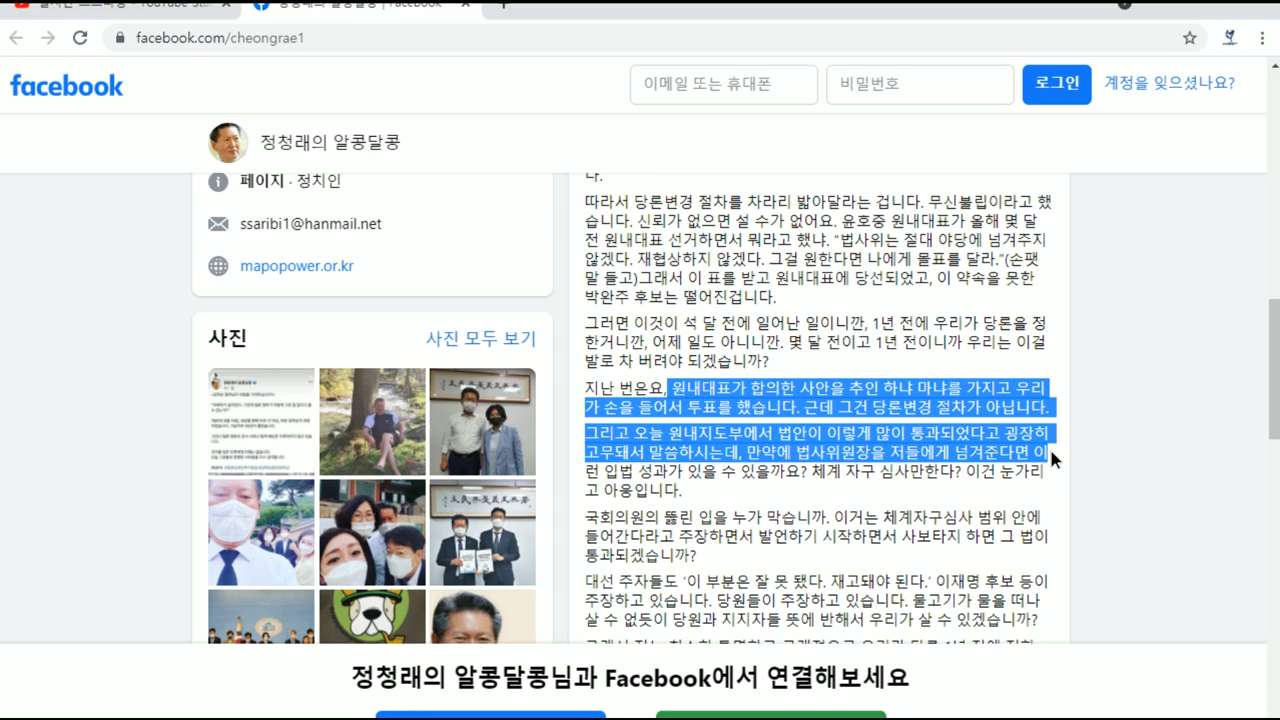 facebook.com/cheongrae1
facebook
이메일 또는 휴대폰
비밀번호
로그인
계정을 잊으셨나요?
정청래의 알콩달콩
페이지 · 정치인
ssaribi1@hanmail.net
mapopower.or.kr
사진
사진 모두 보기
다.
따라서 당론변경 절차를 차라리 밟아달라는 겁니다. 무신불립이라고 했
습니다. 신뢰가 없으면 설 수가 없어요. 윤호중 원내대표가 올해 몇 달
전 원내대표 선거하면서 뭐라고 했냐. “법사위는 절대 야당에 넘겨주지
않겠다. 재협상하지 않겠다. 그걸 원한다면 나에게 몰표를 달라.”(손팻
말 들고)그래서 이 표를 받고 원내대표에 당선되었고, 이 약속을 못한
박완주 후보는 떨어진겁니다.
그러면 이것이 석 달 전에 일어난 일이니깐, 1년 전에 우리가 당론을 정
한거니깐, 어제 일도 아니니깐. 몇 달 전이고 1년 전이니까 우리는 이걸
발로 차 버려야 되겠습니까?
지난 번은요, 원내대표가 합의한 사안을 추인 하냐 마냐를 가지고 우리
가 손을 들어서 투표를 했습니다. 근데 그건 당론변경 절차가 아닙니다.
그리고 오늘 원내지도부에서 법안이 이렇게 많이 통과되었다고 굉장히
고무돼서 말씀하시는데, 만약에 법사위원장을 저들에게 넘겨준다면 이
런 입법 성과가 있을 수 있을까요? 체계 자구 심사만한다? 이건 눈가리
고 아웅입니다.
국회의원의 뚫린 입을 누가 막습니까. 이거는 체계자구심사 범위 안에
들어간다라고 주장하면서 발언하기 시작하면서 사보타지 하면 그 법이
통과되겠습니까?
대선 주자들도 ‘이 부분은 잘 못 됐다. 재고돼야 된다.’ 이재명 후보 등이
주장하고 있습니다. 당원들이 주장하고 있습니다. 물고기가 물을 떠나
살 수 없듯이 당원과 지지자들 뜻에 반해서 우리가 살 수 있겠습니까?
정청래의 알콩달콩님과 Facebook에서 연결해보세요